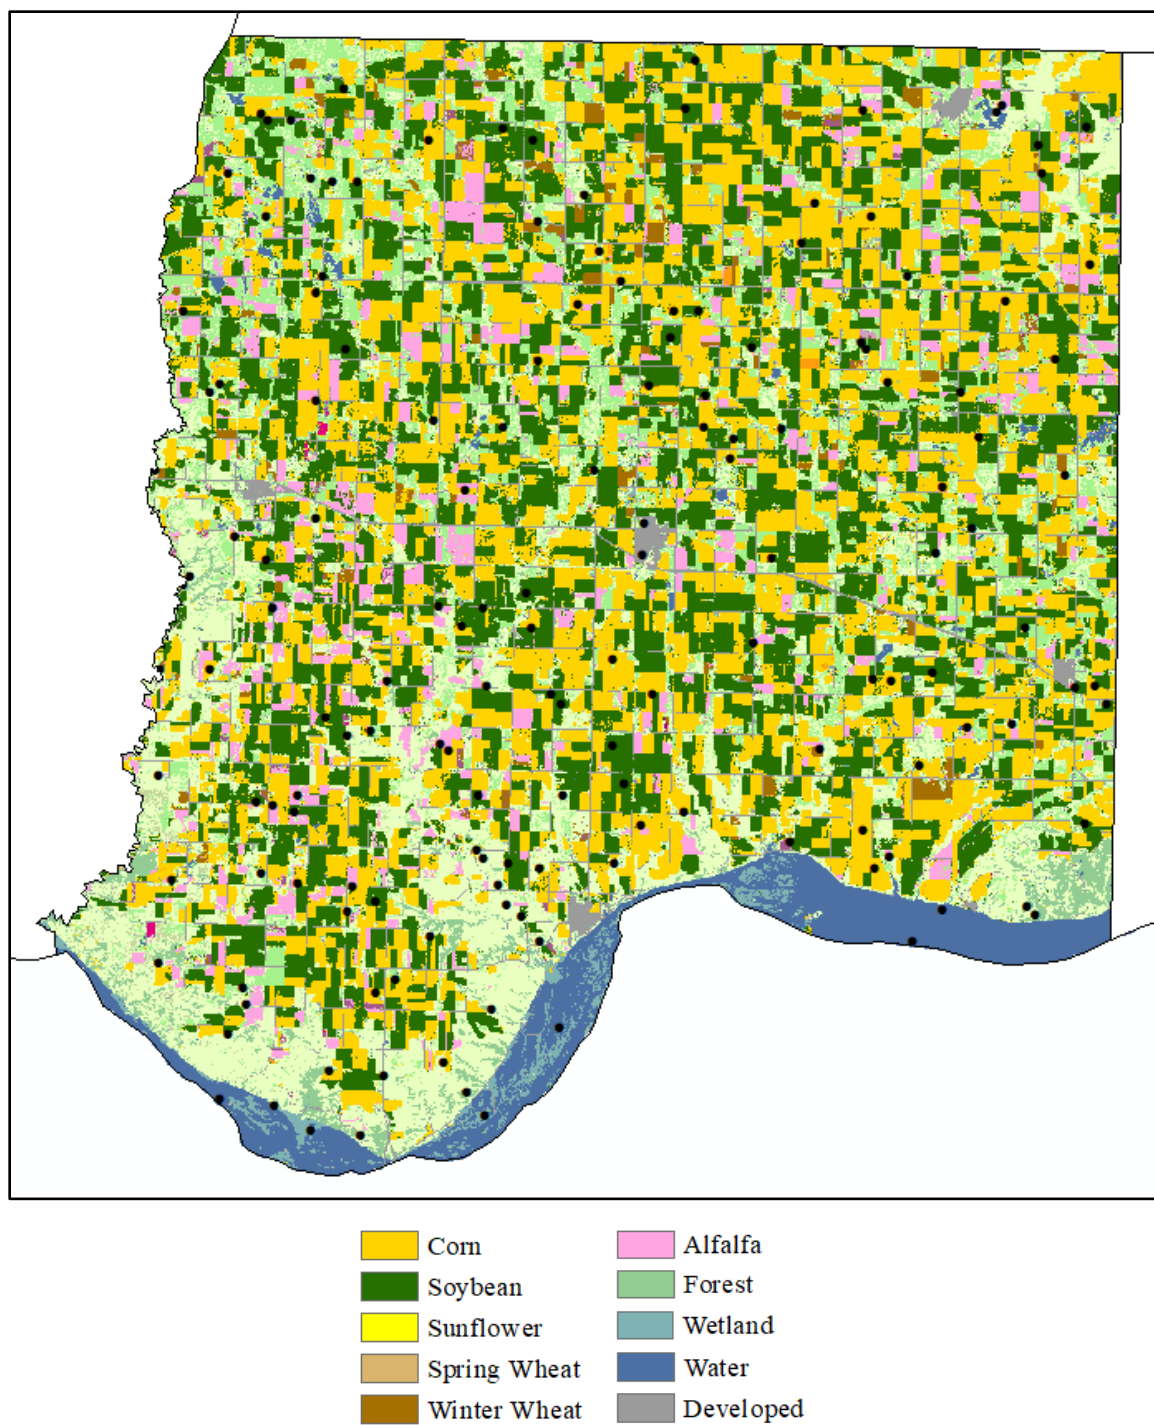 Corn
Alfalfa
Soybean
Forest
Sunflower
Wetland
Spring Wheat
Water
Winter Wheat
Developed